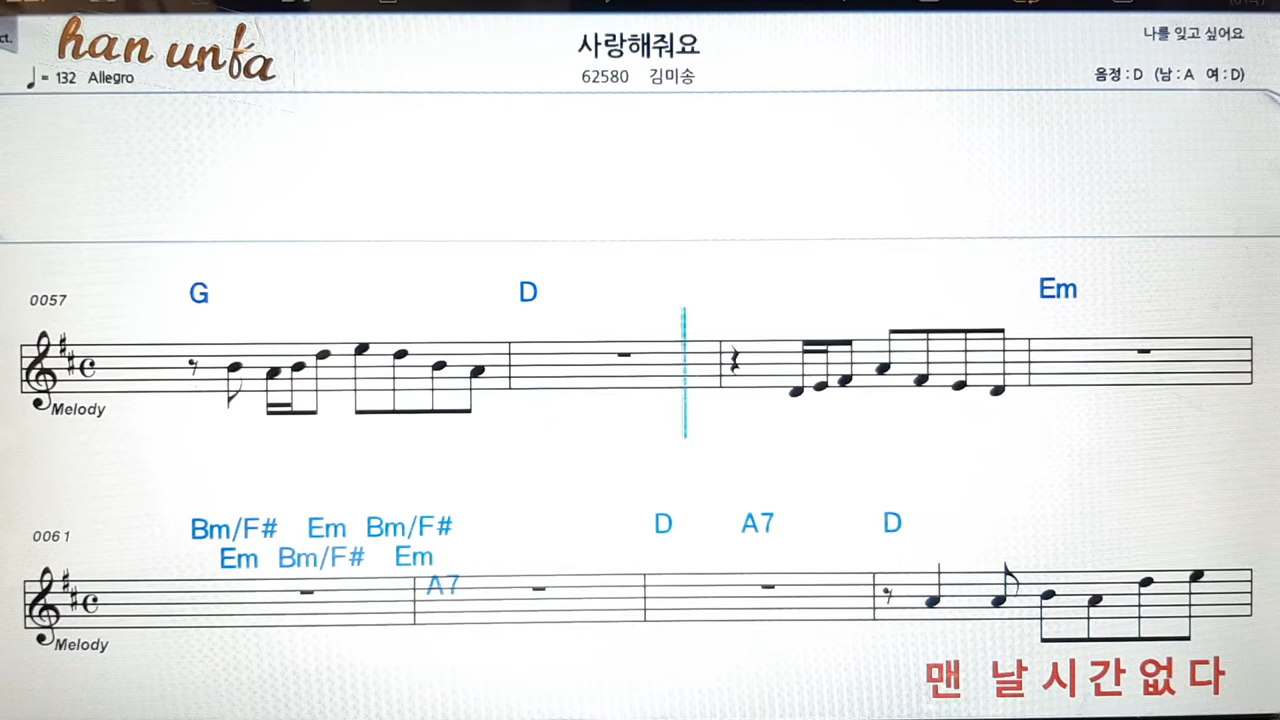 ct.
han unfa
나를 잊고 싶어요
사랑해줘요
= 132 Allegro
62580 김미송
음정 : D (남 : A 여 : D)
G D Em
0057
Melody
Bm/F# Em Bm/F# D A7 D
0061
Em Bm/F# Em
A7
Melody
맨 날 시 간 없 다